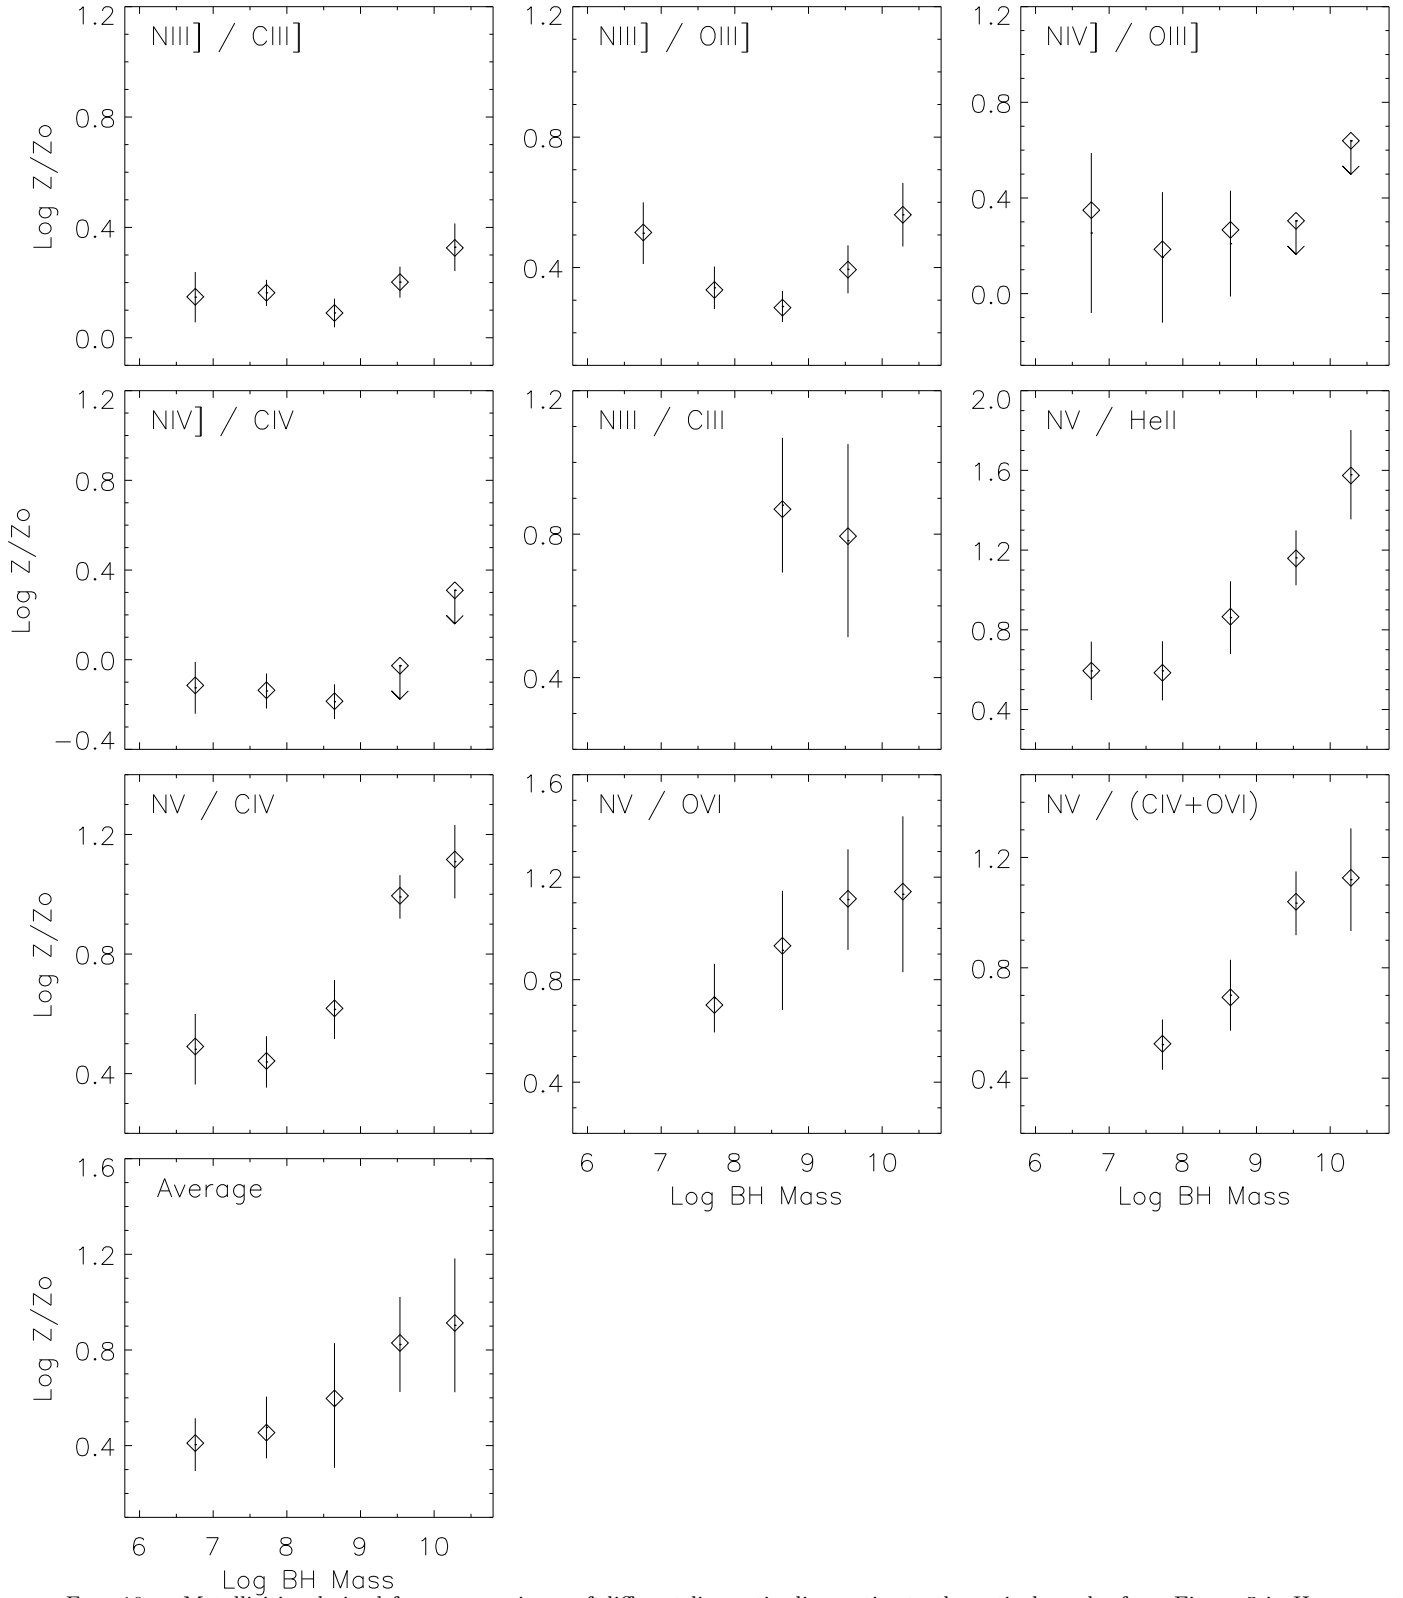 1.2
NIII] / CIII]
0.8
0.4
0.0
Log Z/Zo
1.2
NIII] / OIII]
0.8
0.4
1.2
NIV] / OIII]
0.8
0.4
0.0
1.2
NIV] / CIV
0.8
0.4
0.0
−0.4
Log Z/Zo
1.2
NIII / CIII
0.8
0.4
2.0
NV / HeII
1.6
1.2
0.8
0.4
NV / CIV
1.2
0.8
0.4
Log Z/Zo
1.6
NV / OVI
1.2
0.8
0.4
6 7 8 9 10
Log BH Mass
NV / (CIV+OVI)
1.2
0.8
0.4
6 7 8 9 10
Log BH Mass
1.6
Average
1.2
0.8
0.4
Log Z/Zo
6 7 8 9 10
Log BH Mass